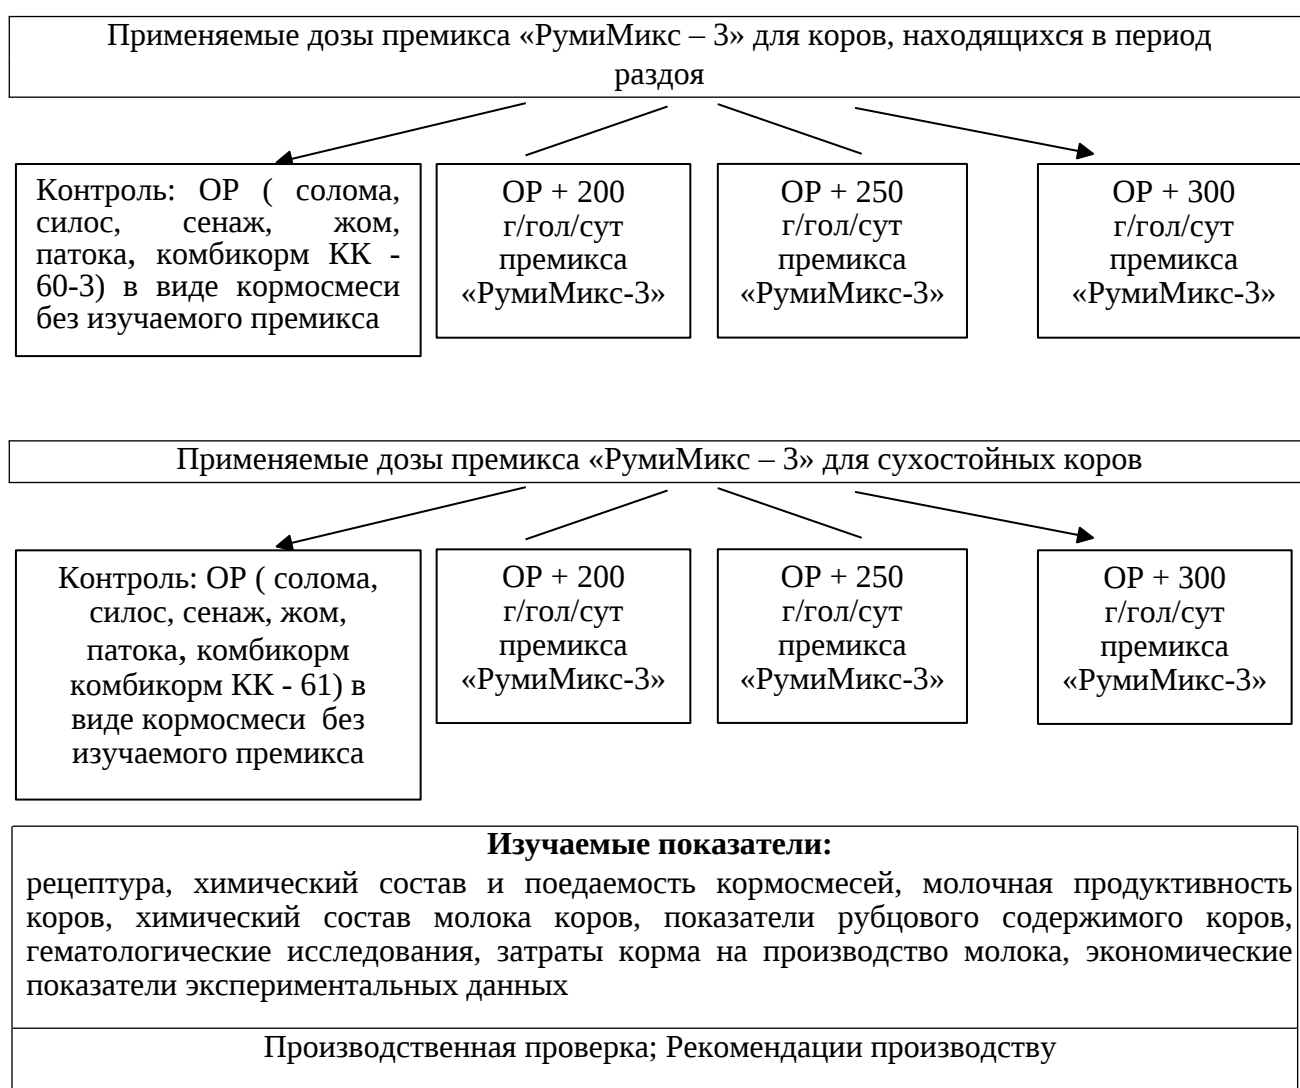 Применяемые дозы премикса «РумиМикс – 3» для коров, находящихся в период
раздоя
Контроль: ОР ( солома,
силос, сенаж, жом,
патока, комбикорм КК -
60-3) в виде кормосмеси
без изучаемого премикса
ОР + 200
г/гол/сут
премикса
«РумиМикс-3»
ОР + 250
г/гол/сут
премикса
«РумиМикс-3»
ОР + 300
г/гол/сут
премикса
«РумиМикс-3»
Применяемые дозы премикса «РумиМикс – 3» для сухостойных коров
Контроль: ОР ( солома,
силос, сенаж, жом,
патока, комбикорм
комбикорм КК - 61) в
виде кормосмеси без
изучаемого премикса
ОР + 200
г/гол/сут
премикса
«РумиМикс-3»
ОР + 250
г/гол/сут
премикса
«РумиМикс-3»
ОР + 300
г/гол/сут
премикса
«РумиМикс-3»
Изучаемые показатели:
рецептура, химический состав и поедаемость кормосмесей, молочная продуктивность
коров, химический состав молока коров, показатели рубцового содержимого коров,
гематологические исследования, затраты корма на производство молока, экономические
показатели экспериментальных данных
Производственная проверка; Рекомендации производству